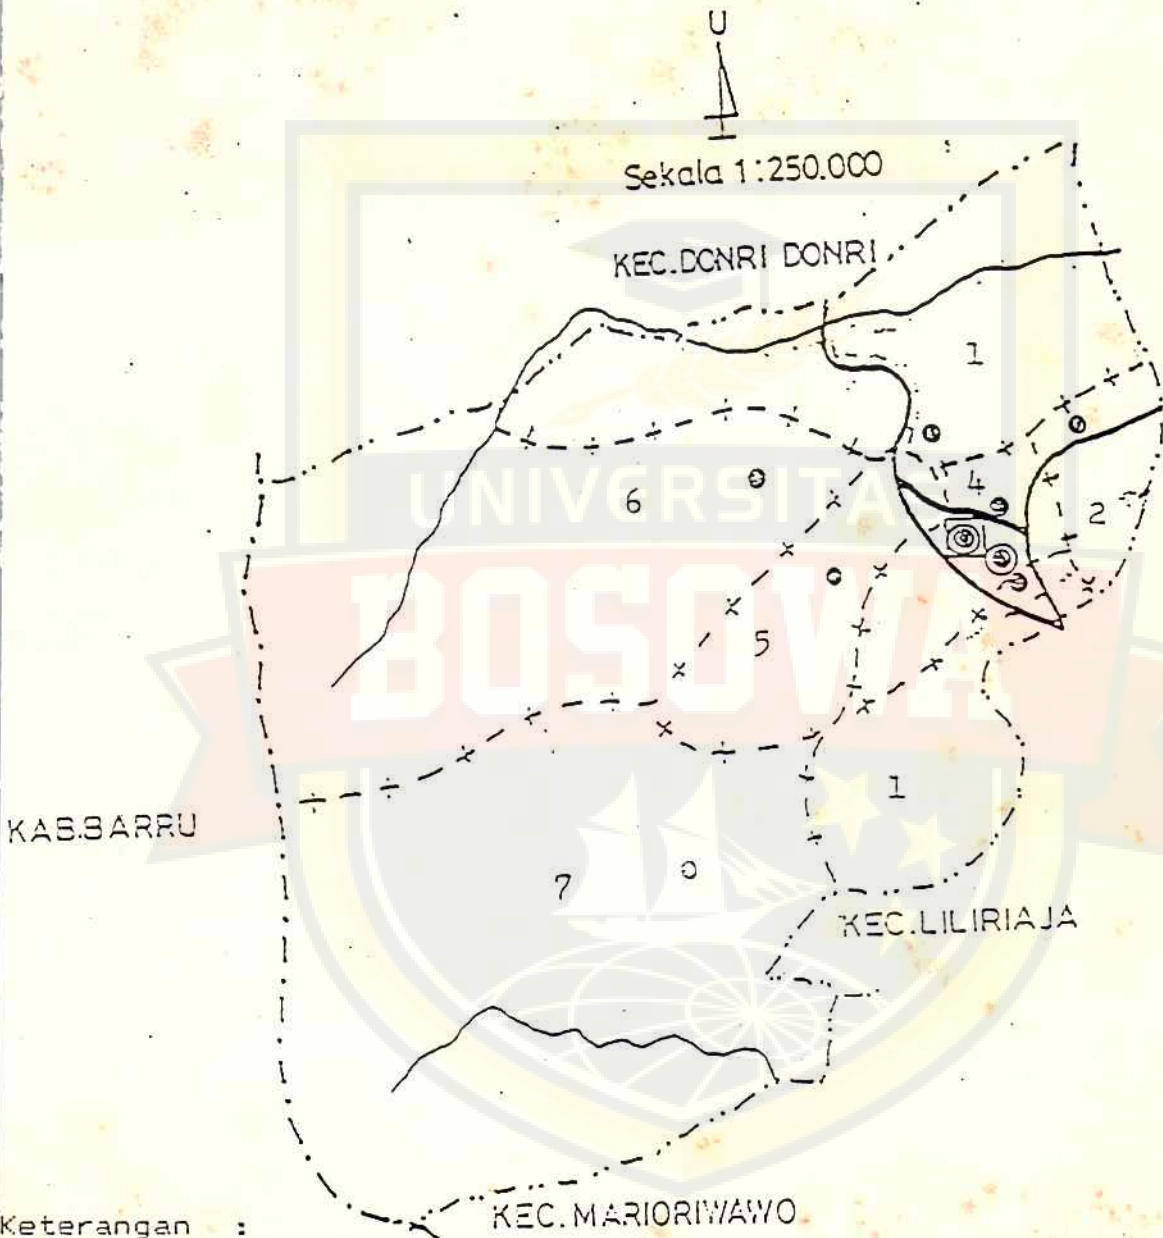 U
Sekala 1:250.000
KEC.DONRI DONRI
1
6
4
2
UNIVERSITAS
BOSOWA
5
1
KAB.BARRU
7
KEC.LILIRIAJA
KEC.MARIORIWAWO
Keterangan :